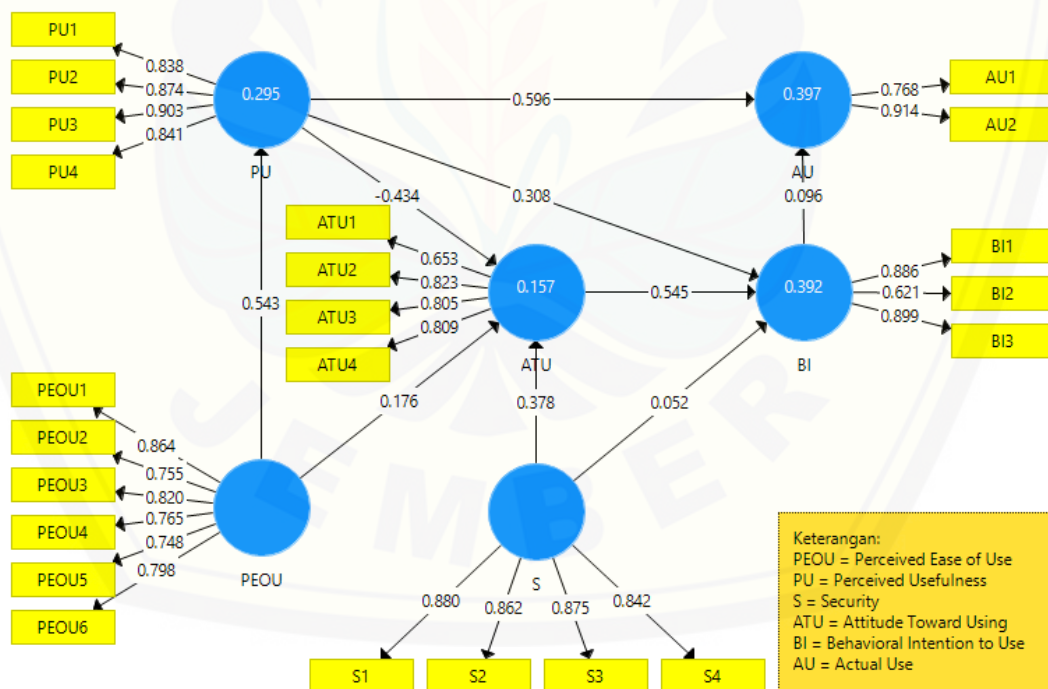 PU1
PU2
PU3
PU4
0.838
0.874
0.903
0.841
0.295
PU
0.596
0.397
AU
0.768
0.914
AU1
AU2
-0.434
0.308
0.096
ATU1
ATU2
ATU3
ATU4
0.653
0.823
0.805
0.809
0.157
ATU
0.545
0.392
BI
0.886
0.621
0.899
BI1
BI2
BI3
0.543
0.176
0.378
0.052
PEOU1
PEOU2
PEOU3
PEOU4
PEOU5
PEOU6
0.864
0.755
0.820
0.765
0.748
0.798
PEOU
S
0.880
0.862
0.875
0.842
S1
S2
S3
S4
JEMBER
Keterangan:
PEOU = Perceived Ease of Use
PU = Perceived Usefulness
S = Security
ATU = Attitude Toward Using
BI = Behavioral Intention to Use
AU = Actual Use